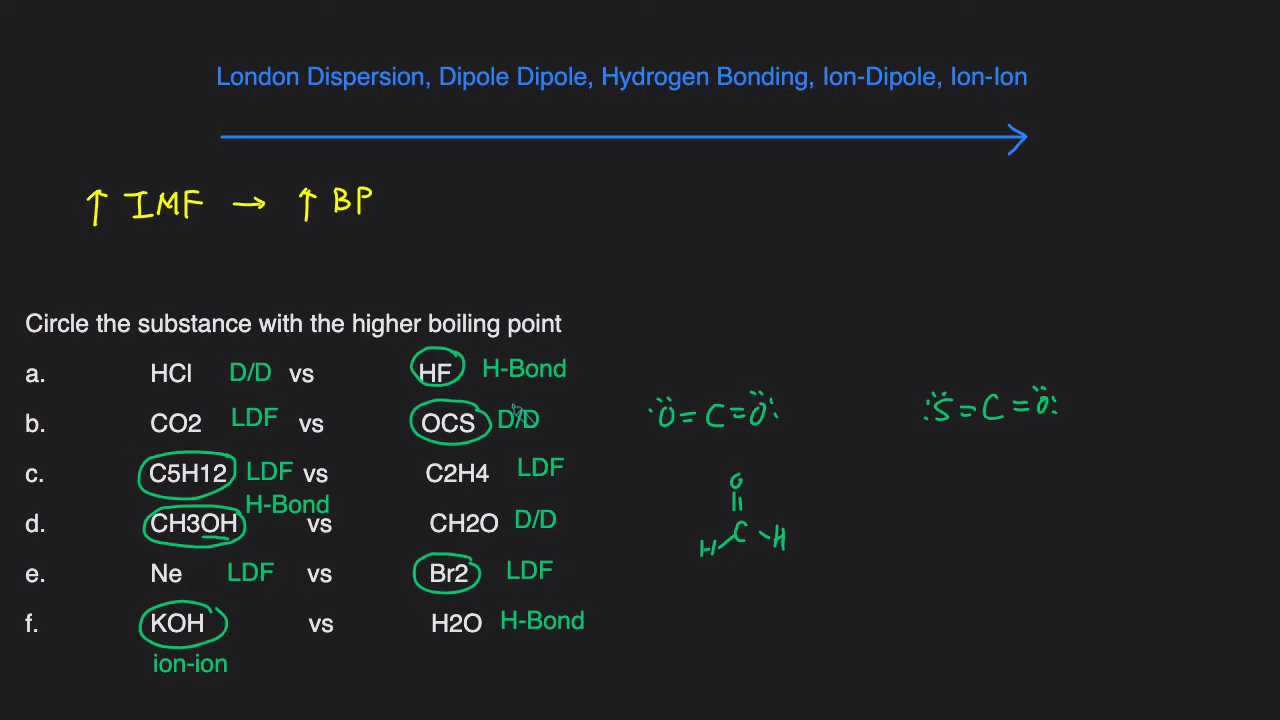 London Dispersion, Dipole Dipole, Hydrogen Bonding, Ion-Dipole, Ion-Ion
↑ IMF → ↑ BP
Circle the substance with the higher boiling point
a. HCl D/D vs HF H-Bond
b. CO2 LDF vs OCS D/D
:O=C=O: :S=C=O:
c. C5H12 LDF vs C2H4 LDF
d. CH3OH H-Bond vs CH2O D/D
O
C
H H
e. Ne LDF vs Br2 LDF
f. KOH vs H2O H-Bond
ion-ion